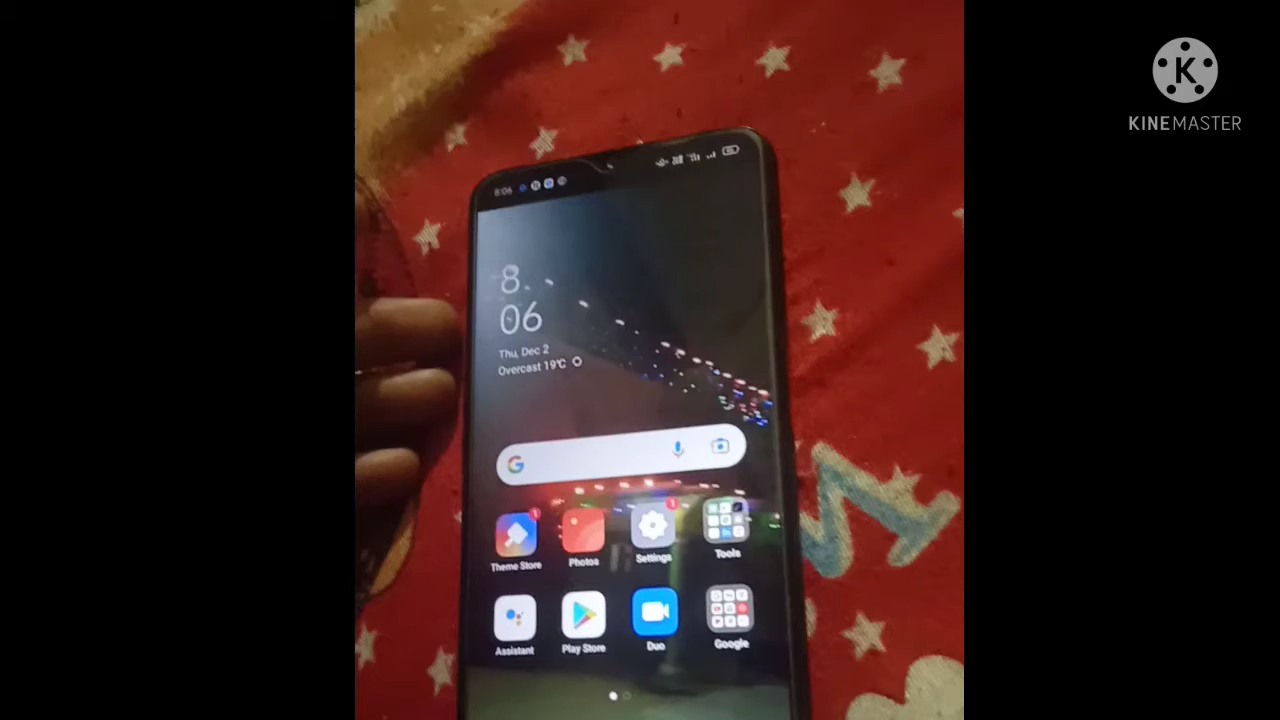 KINEMASTER
8:06
8.
06
Thu, Dec 2
Overcast 19°C
Theme Store
Photos
Settings
Tools
Assistant
Play Store
Duo
Google